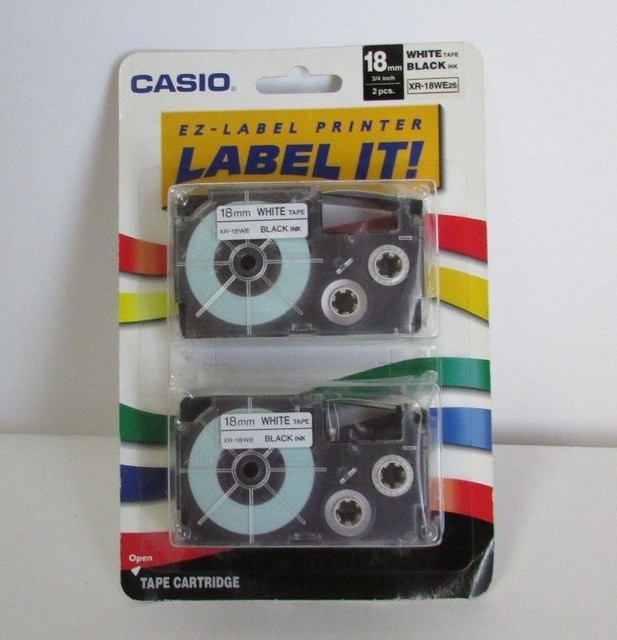 CASIO®
18mm
3/4 inch
2 pcs.
WHITE TAPE
BLACK INK
XR-18WE2S
EZ-LABEL PRINTER
LABEL IT!
18mm WHITE TAPE
XR-18WE BLACK INK
18mm WHITE TAPE
XR-18WE BLACK INK
Open
TAPE CARTRIDGE